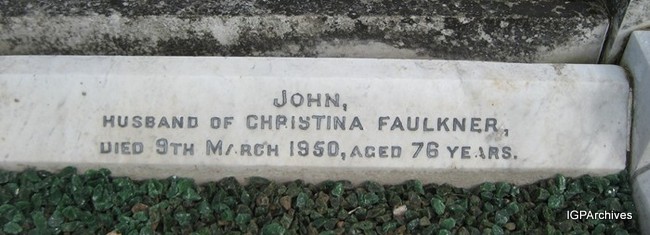 JOHN,
HUSBAND OF CHRISTINA FAULKNER,
DIED 9TH MARCH 1950, AGED 76 YEARS.
IGPArchives